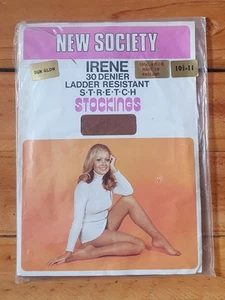 NEW SOCIETY
IRENE
30 DENIER
LADDER RESISTANT
S·T·R·E·T·C·H
STOCKINGS
10½-11